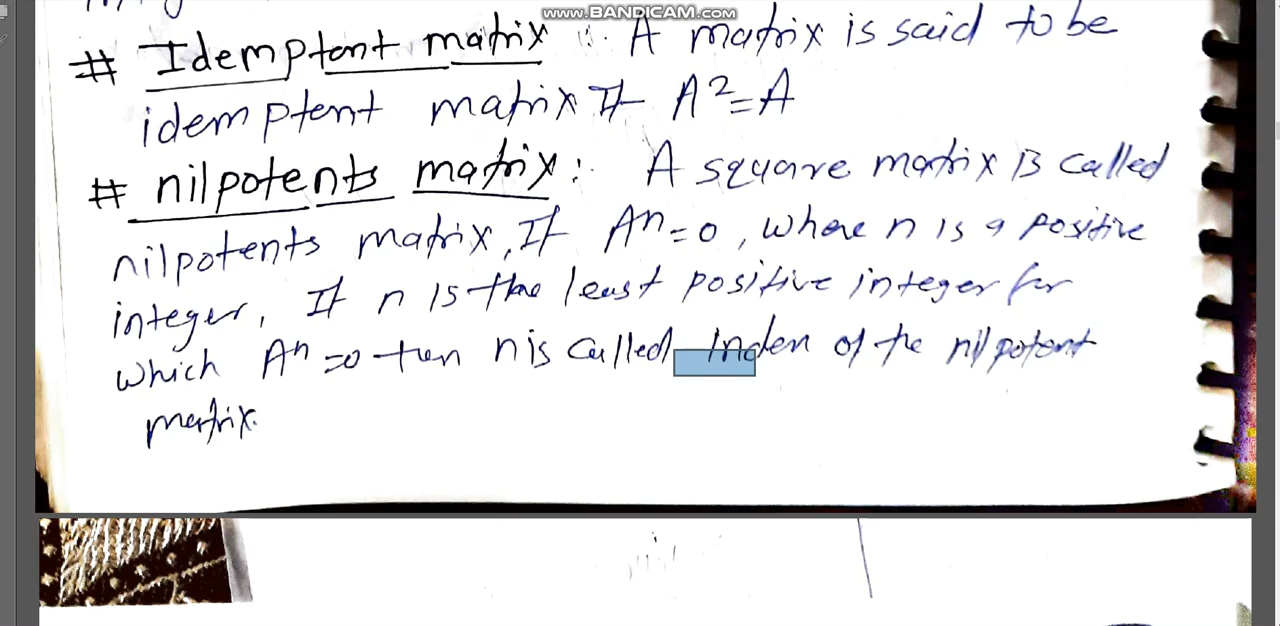 www.BANDICAM.com
# Idemptent matrix :. A matrix is said to be
idemptent matrix If A²=A
# nilpotents matrix:. A square matrix is called
nilpotents matrix, If Aⁿ=0, where n is a positive
integer, If n is the least positive integer for
which Aⁿ=0 then n is called Inden of the nilpotent
matrix.